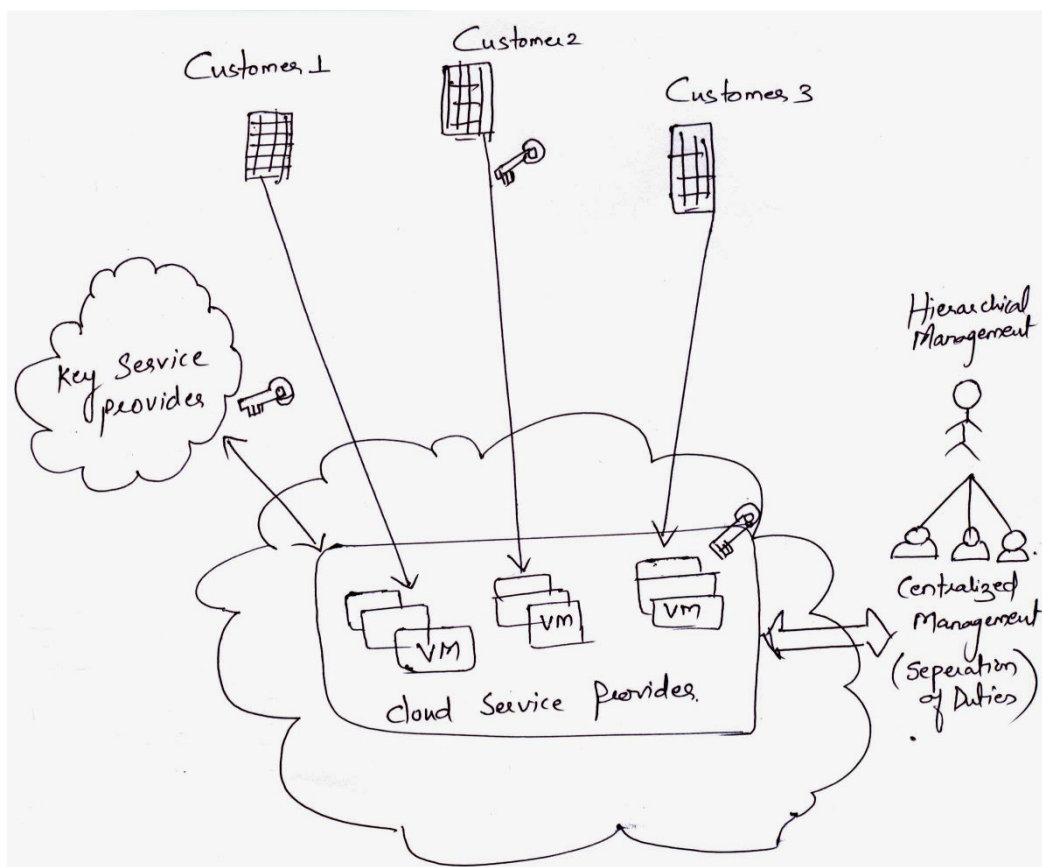 Customer 1
Customer 2
Customer 3
Key Service
provider
Hierarchical
Management
VM
VM
VM
Cloud Service Provider.
Centralized
Management
(Seperation
of Duties)